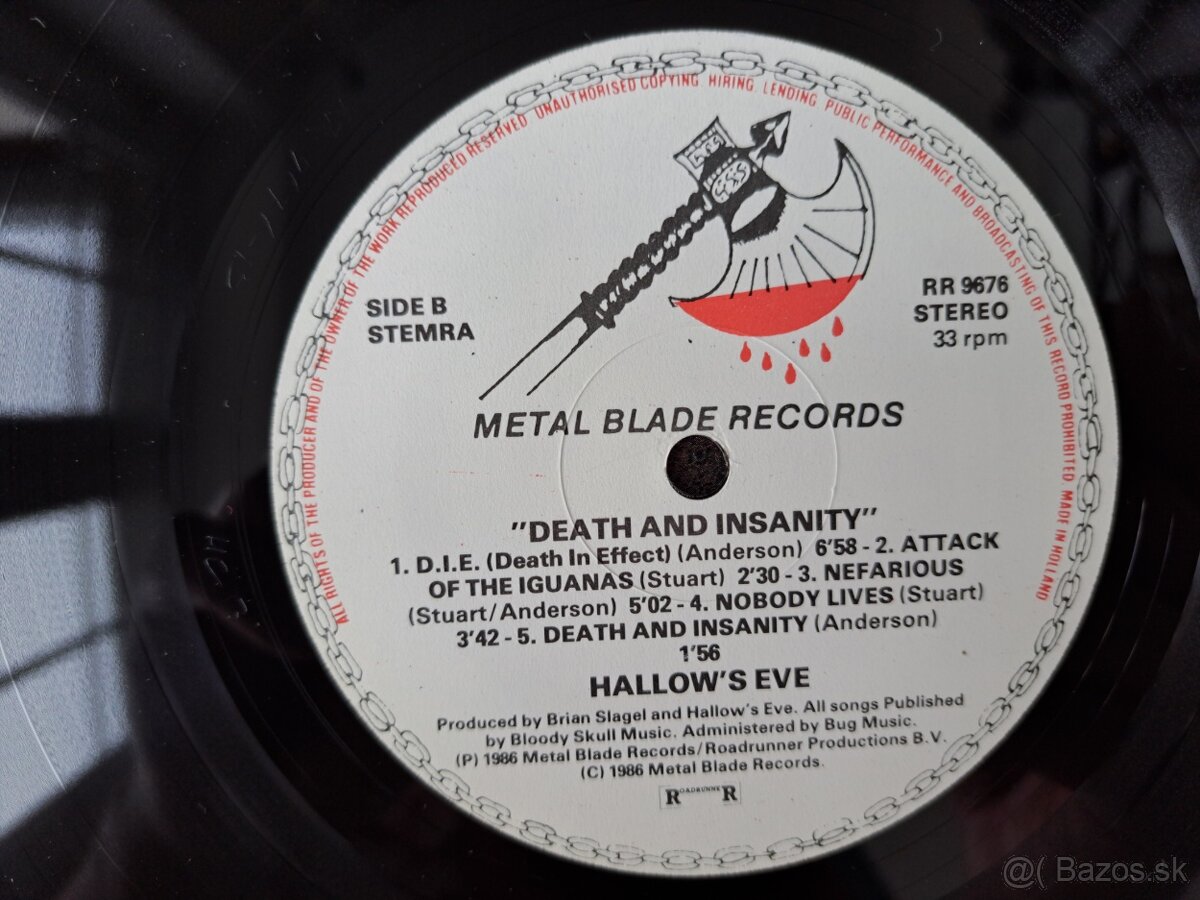 ALL RIGHTS OF THE PRODUCER AND OF THE OWNER OF THE WORK REPRODUCED RESERVED. UNAUTHORISED COPYING, HIRING, LENDING, PUBLIC PERFORMANCE AND BROADCASTING OF THIS RECORD PROHIBITED MADE IN HOLLAND
SIDE B
STEMRA
RR 9676
STEREO
33 rpm
METAL BLADE RECORDS
"DEATH AND INSANITY"
1. D.I.E. (Death In Effect) (Anderson) 6'58 - 2. ATTACK
OF THE IGUANAS (Stuart) 2'30 - 3. NEFARIOUS
(Stuart/Anderson) 5'02 - 4. NOBODY LIVES (Stuart)
3'42 - 5. DEATH AND INSANITY (Anderson)
1'56
HALLOW'S EVE
Produced by Brian Slagel and Hallow's Eve. All songs Published
by Bloody Skull Music. Administered by Bug Music.
(P) 1986 Metal Blade Records/Roadrunner Productions B.V.
(C) 1986 Metal Blade Records.
ROADRUNNER
@( Bazos.sk